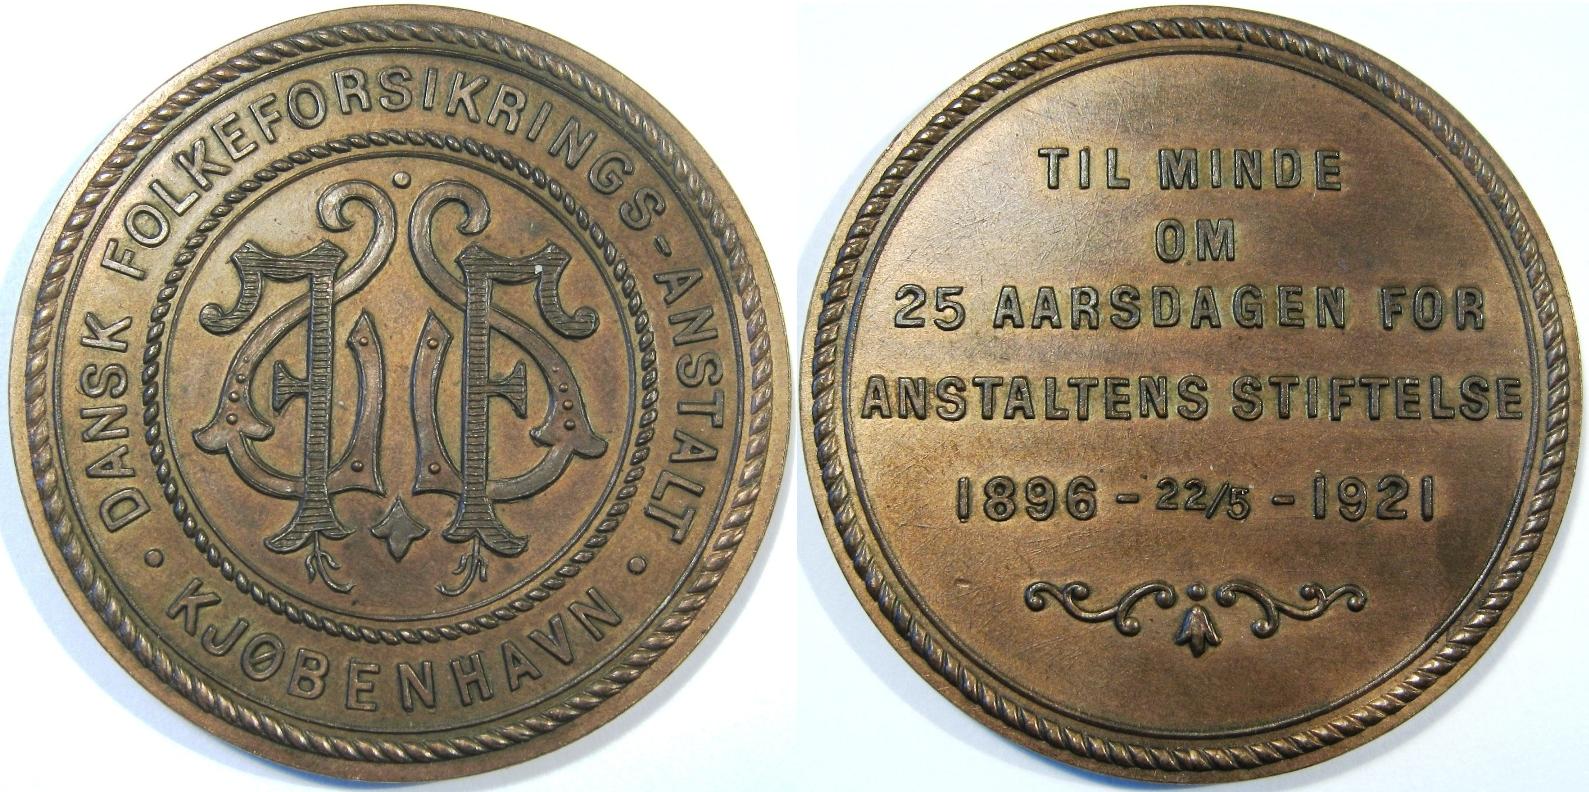 DANSK FOLKEFORSIKRINGS-ANSTALT
· KJØBENHAVN ·
TIL MINDE
OM
25 AARSDAGEN FOR
ANSTALTENS STIFTELSE
1896 - 22/5 - 1921